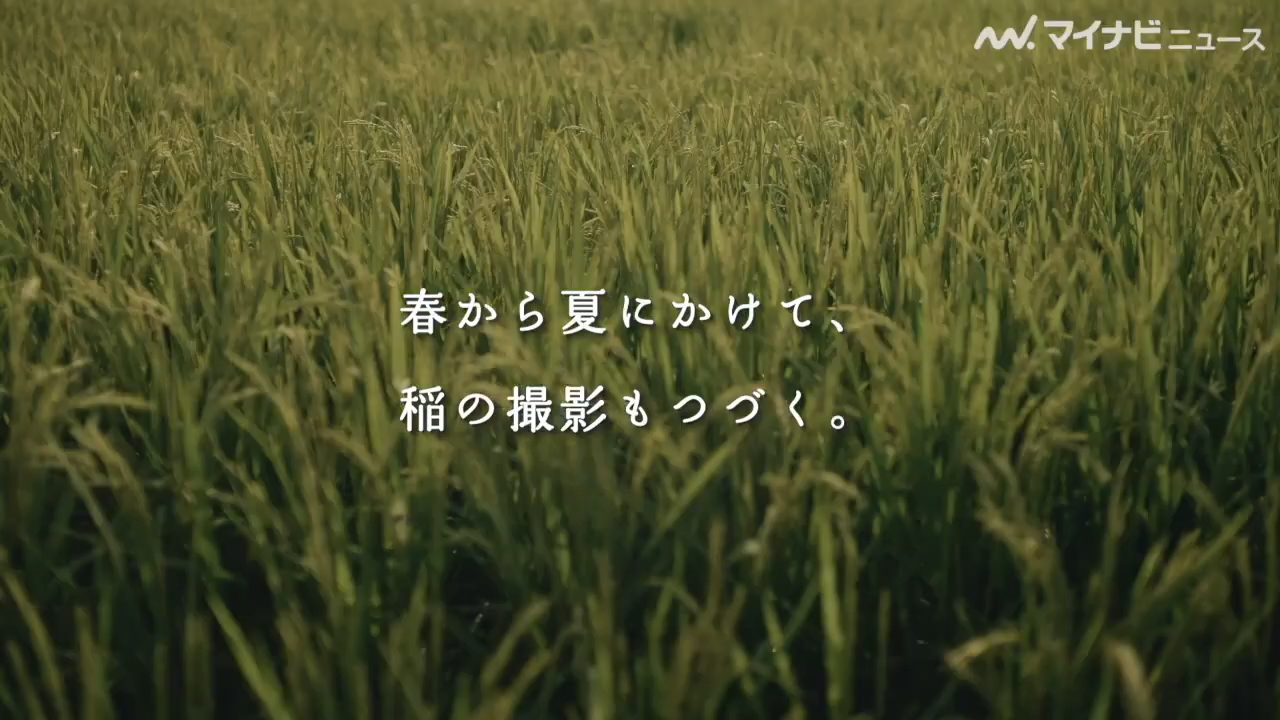 マイナビニュース
春から夏にかけて、
稲の撮影もつづく。